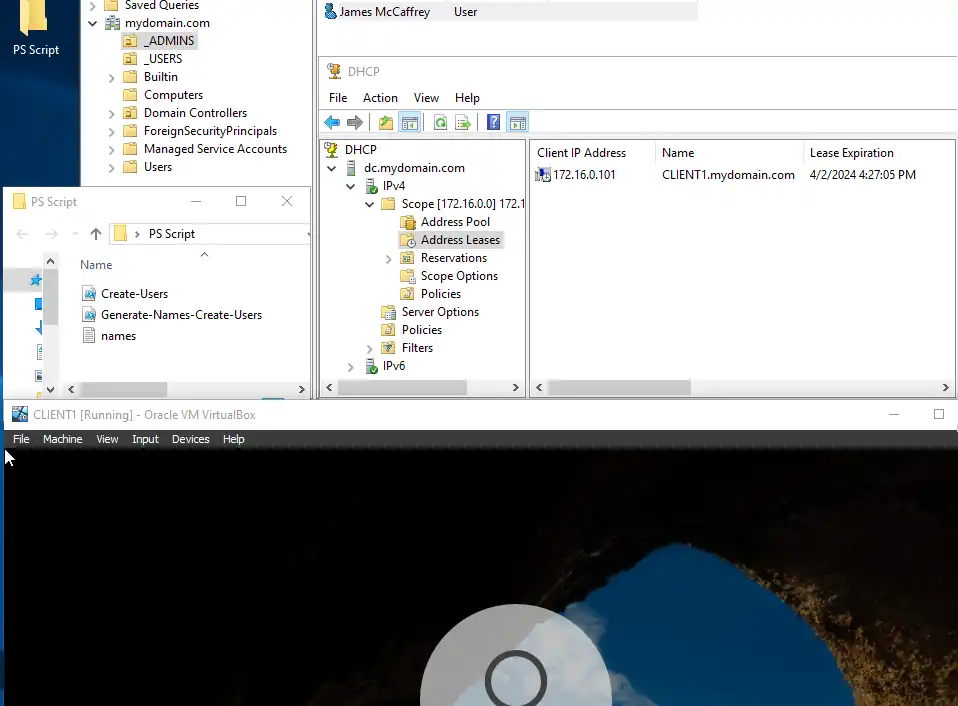 PS Script
Saved Queries
mydomain.com
_ADMINS
_USERS
Builtin
Computers
Domain Controllers
ForeignSecurityPrincipals
Managed Service Accounts
Users
James McCaffrey User
DHCP
File Action View Help
DHCP
dc.mydomain.com
IPv4
Scope [172.16.0.0] 172.1
Address Pool
Address Leases
Reservations
Scope Options
Policies
Server Options
Policies
Filters
IPv6
Client IP Address Name Lease Expiration
172.16.0.101 CLIENT1.mydomain.com 4/2/2024 4:27:05 PM
PS Script
PS Script
Name
Create-Users
Generate-Names-Create-Users
names
CLIENT1 [Running] - Oracle VM VirtualBox
File Machine View Input Devices Help